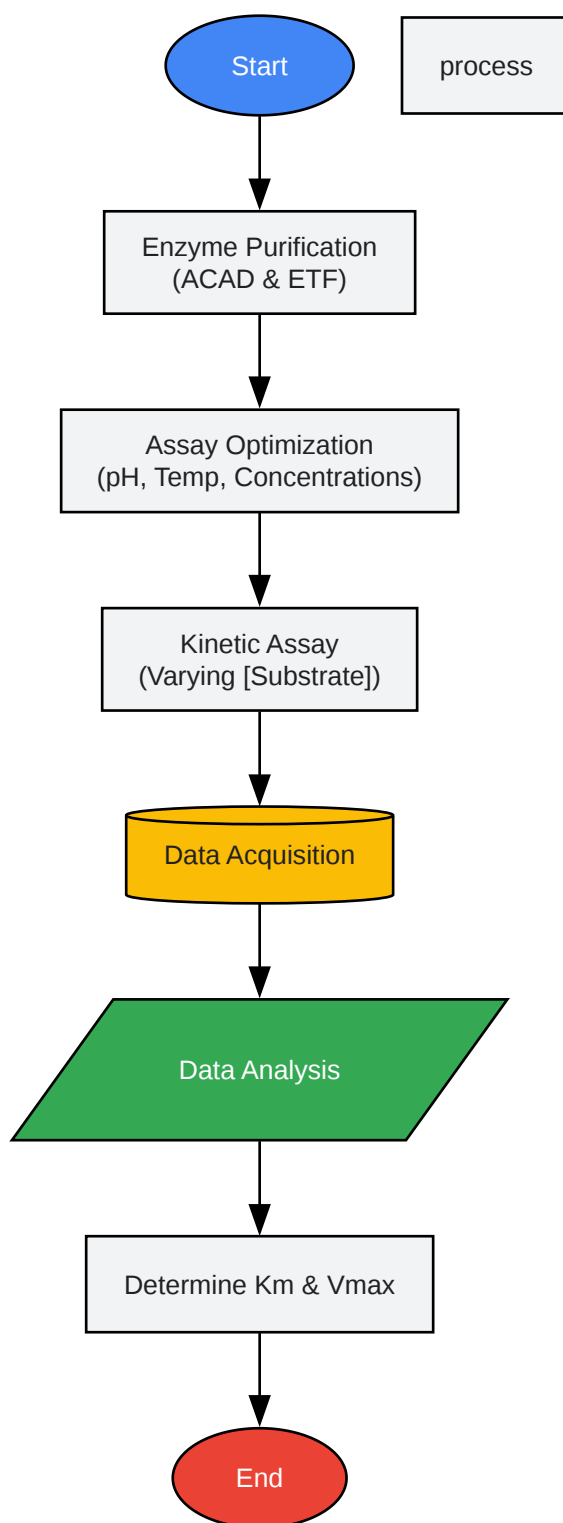 Start
process
Enzyme Purification
(ACAD & ETF)
Assay Optimization
(pH, Temp, Concentrations)
Kinetic Assay
(Varying [Substrate])
Data Acquisition
Data Analysis
Determine Km & Vmax
End